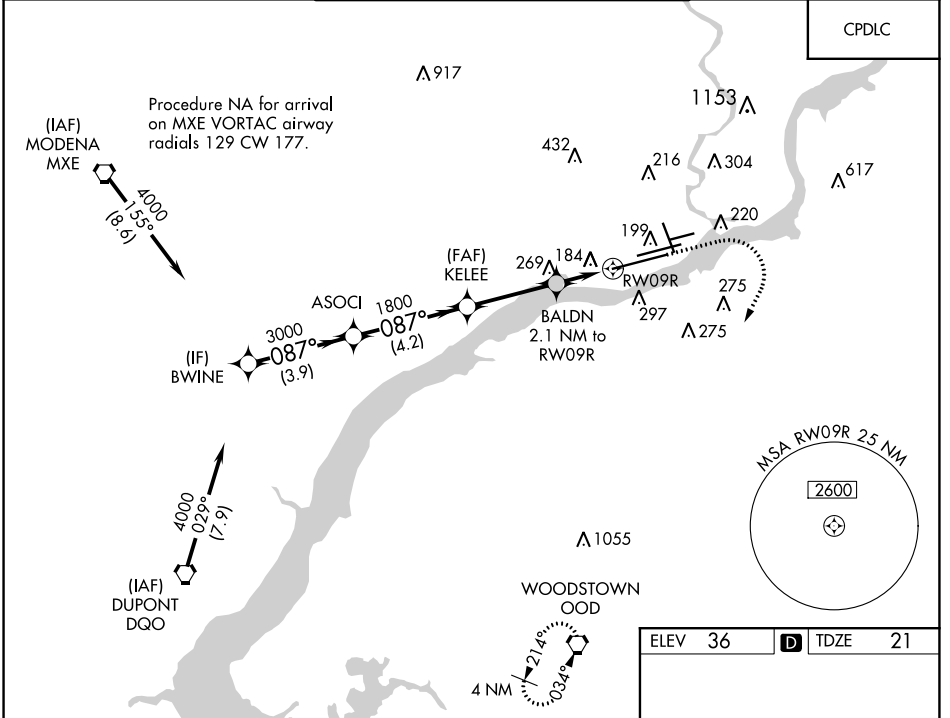 CPDLC
917
1153
Procedure NA for arrival
on MXE VORTAC airway
radials 129 CW 177.
(IAF)
MODENA
MXE
432
216
304
617
4000
155°
(8.6)
199
220
(FAF)
KELEE
269
184
RW09R
275
297
275
ASOCI
1800
087°
(4.2)
BALDN
2.1 NM to
RW09R
3000
087°
(3.9)
(IF)
BWINE
MSA RW09R 25 NM
2600
4000
029°
(7.9)
1055
(IAF)
DUPONT
DQO
WOODSTOWN
OOD
214°
034°
4 NM
ELEV 36 D TDZE 21